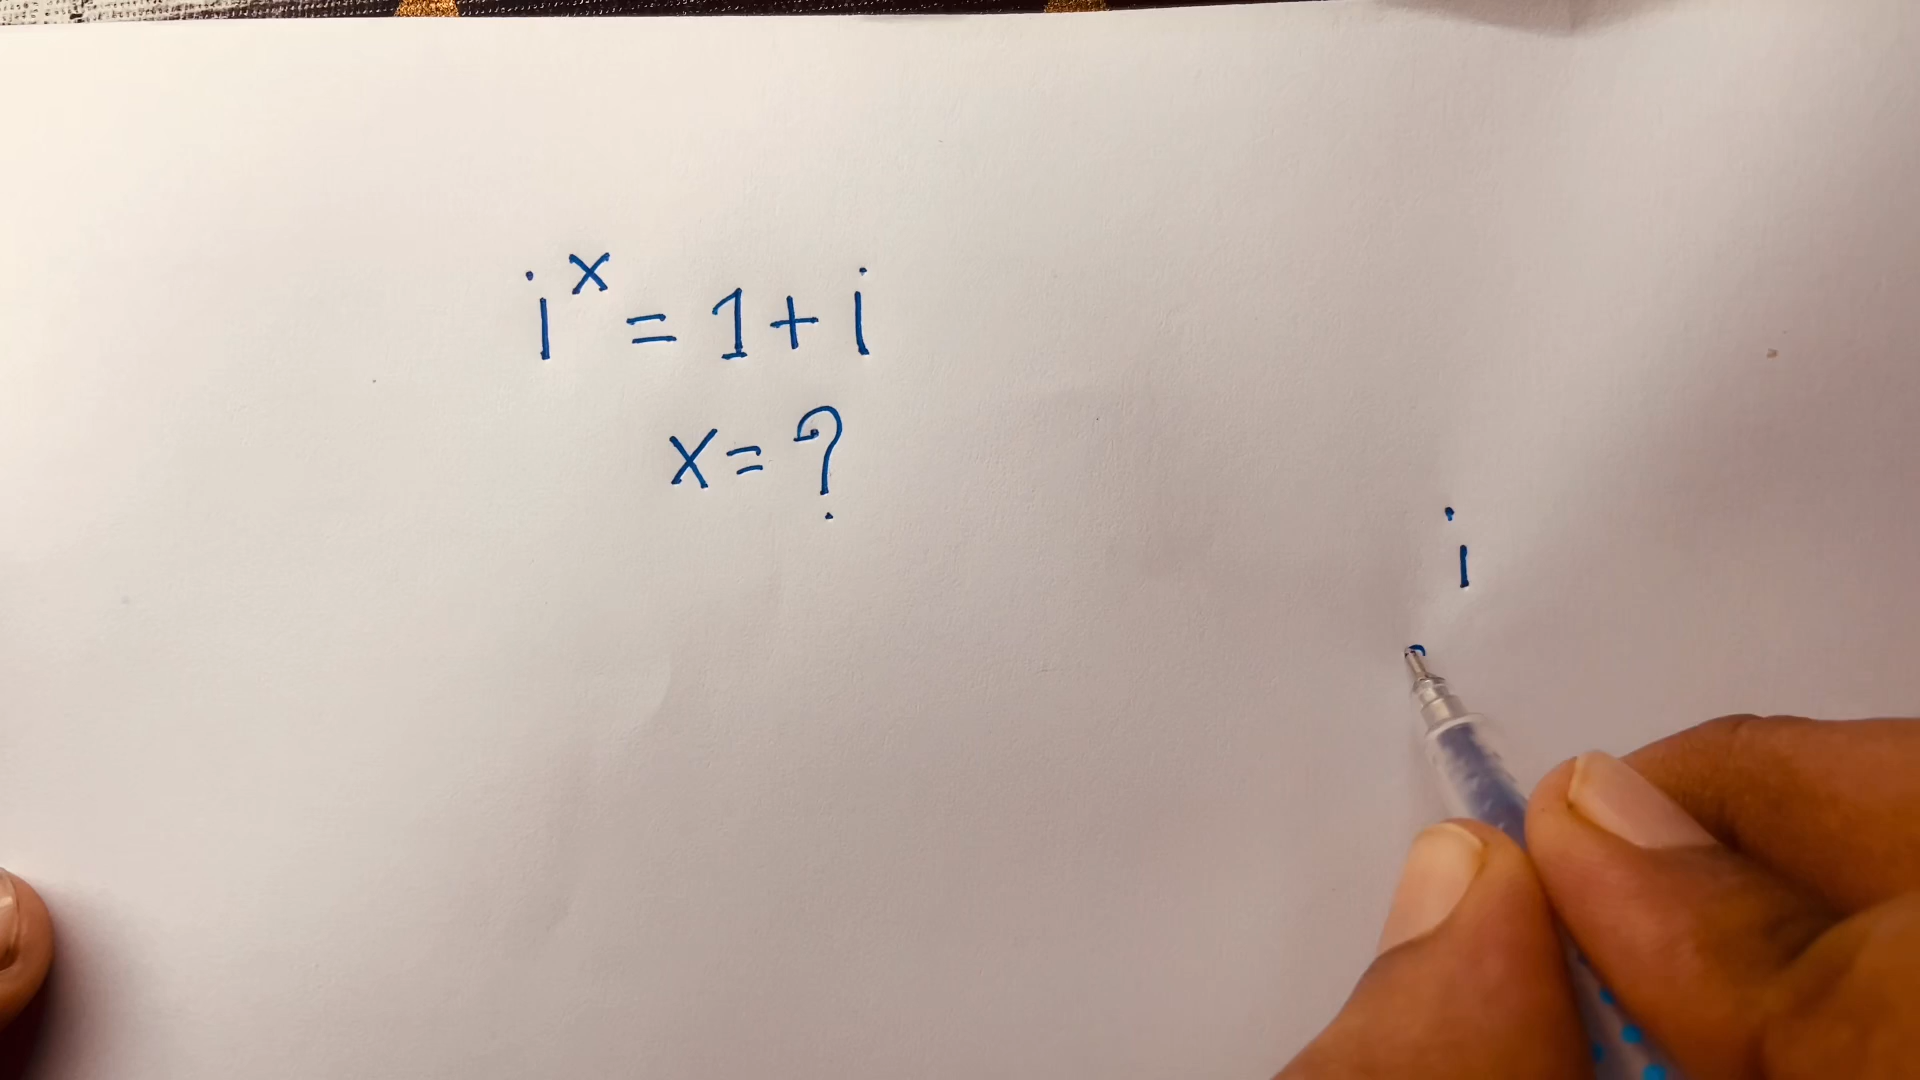 i^x = 1 + i
x = ?
i